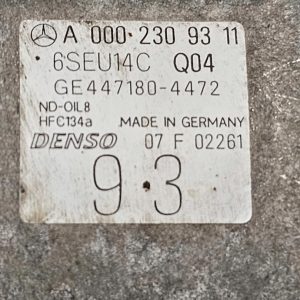 A 000 230 93 11
6SEU14C Q04
GE447180-4472
ND-OIL8
HFC134a MADE IN GERMANY
DENSO 07 F 02261
9·3